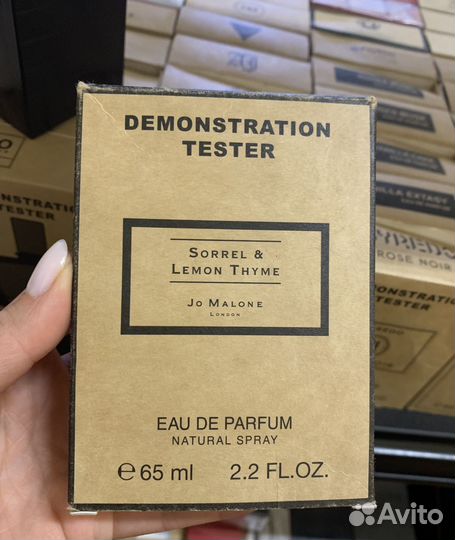 DEMONSTRATION
TESTER
SORREL &
LEMON THYME
JO MALONE
LONDON
EAU DE PARFUM
NATURAL SPRAY
℮65 ml 2.2 FL.OZ.
ROSE NOIR
DEMONSTRATION
TESTER
Avito